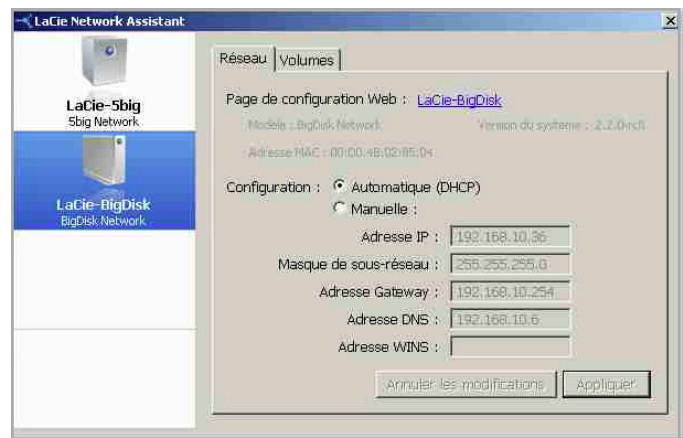 LaCie Network Assistant
LaCie-5big
5big Network
LaCie-BigDisk
BigDisk Network
Réseau
Volumes
Page de configuration Web : LaCie-BigDisk
Modèle : BigDisk Network
Version du système : 2.2.0-rc8
Adresse MAC : 00:D0:4B:02:85:04
Configuration :
Automatique (DHCP)
Manuelle :
Adresse IP : 192.168.10.36
Masque de sous-réseau : 255.255.255.0
Adresse Gateway : 192.168.10.254
Adresse DNS : 192.168.10.6
Adresse WINS :
Annuler les modifications
Appliquer